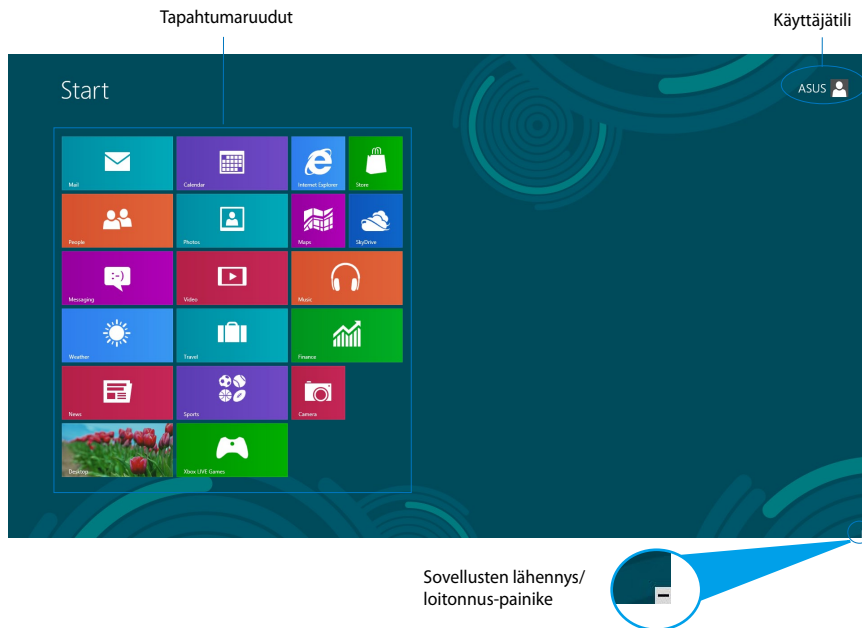 Tapahtumaruudut
Käyttäjätili
Start
ASUS
Mail
Calendar
Internet Explorer
Store
People
Photos
Maps
SkyDrive
Messaging
Video
Music
Weather
Travel
Finance
News
Sports
Camera
Desktop
Xbox LIVE Games
Sovellusten lähennys/
loitonnus-painike